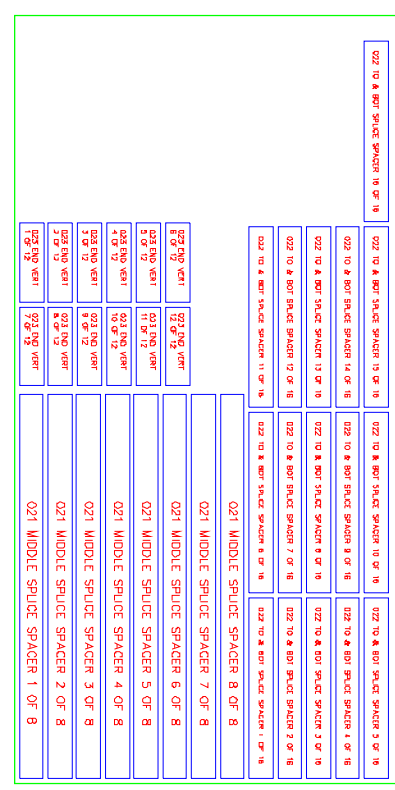 022 TO & BOT SPLICE SPACER 16 OF 16
023 END VERT
1 OF 12
023 END VERT
2 OF 12
023 END VERT
3 OF 12
023 END VERT
4 OF 12
023 END VERT
5 OF 12
023 END VERT
6 OF 12
022 TO & BOT SPLICE SPACER 11 OF 16
022 TO & BOT SPLICE SPACER 12 OF 16
022 TO & BOT SPLICE SPACER 13 OF 16
022 TO & BOT SPLICE SPACER 14 OF 16
022 TO & BOT SPLICE SPACER 15 OF 16
023 END VERT
7 OF 12
023 END VERT
8 OF 12
023 END VERT
9 OF 12
023 END VERT
10 OF 12
023 END VERT
11 OF 12
023 END VERT
12 OF 12
021 MIDDLE SPLICE SPACER 1 OF 8
021 MIDDLE SPLICE SPACER 2 OF 8
021 MIDDLE SPLICE SPACER 3 OF 8
021 MIDDLE SPLICE SPACER 4 OF 8
021 MIDDLE SPLICE SPACER 5 OF 8
021 MIDDLE SPLICE SPACER 6 OF 8
021 MIDDLE SPLICE SPACER 7 OF 8
021 MIDDLE SPLICE SPACER 8 OF 8
022 TO & BOT SPLICE SPACER 6 OF 16
022 TO & BOT SPLICE SPACER 7 OF 16
022 TO & BOT SPLICE SPACER 8 OF 16
022 TO & BOT SPLICE SPACER 9 OF 16
022 TO & BOT SPLICE SPACER 10 OF 16
022 TO & BOT SPLICE SPACER 1 OF 16
022 TO & BOT SPLICE SPACER 2 OF 16
022 TO & BOT SPLICE SPACER 3 OF 16
022 TO & BOT SPLICE SPACER 4 OF 16
022 TO & BOT SPLICE SPACER 5 OF 16